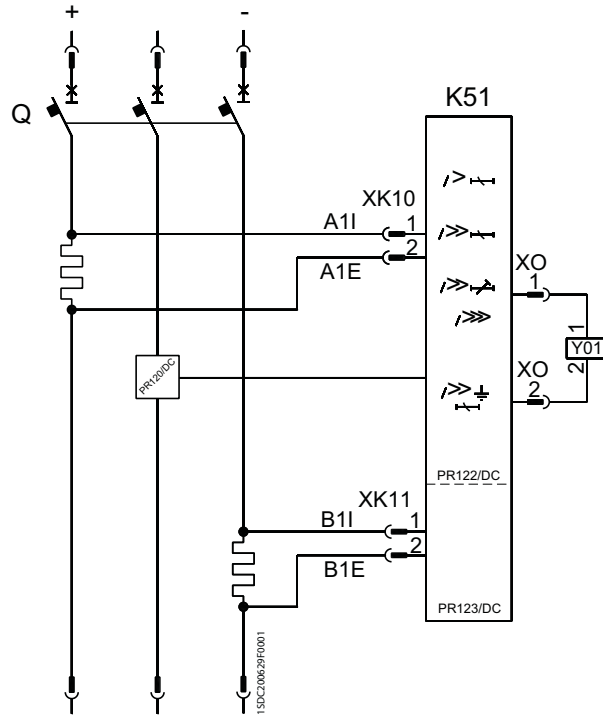 +
-
Q
K51
XK10
A1I
1
2
A1E
I>
I>>
I>>
I>>>
I>>
XO
1
1
Y01
2
XO
2
PR120/DC
PR122/DC
XK11
B1I
1
2
B1E
PR123/DC
1SDC200629F0001